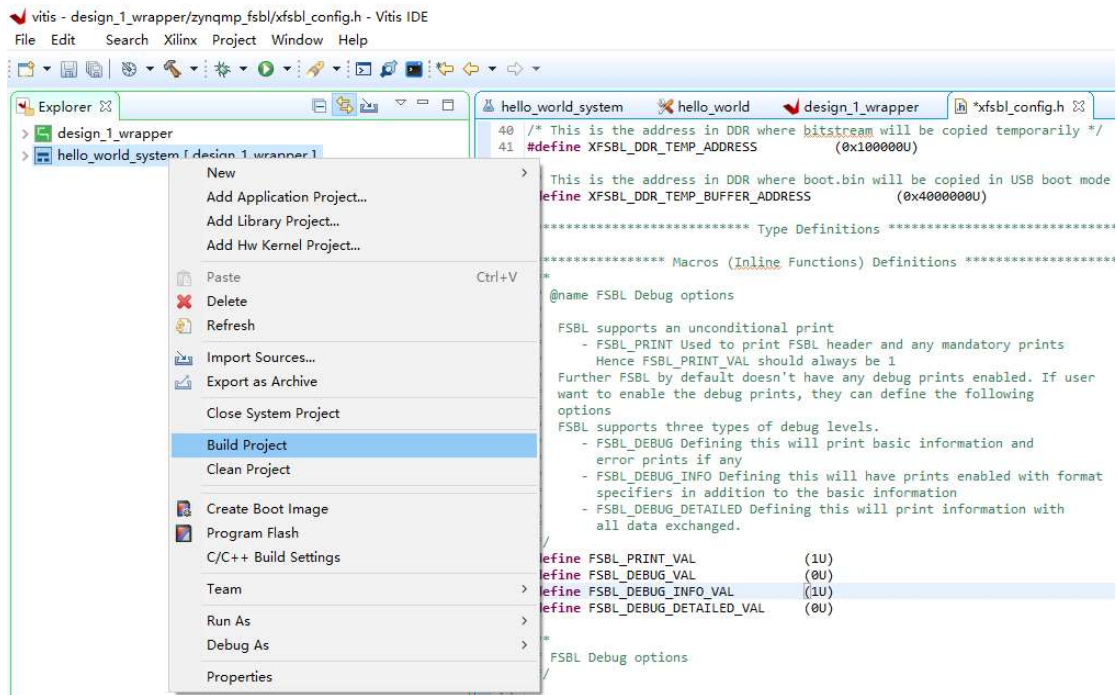 vitis - design_1_wrapper/zynqmp_fsbl/xfsbl_config.h - Vitis IDE
File Edit Search Xilinx Project Window Help
Explorer
design_1_wrapper
hello_world_system [ design_1_wrapper ]
New
Add Application Project...
Add Library Project...
Add Hw Kernel Project...
Paste Ctrl+V
Delete
Refresh
Import Sources...
Export as Archive
Close System Project
Build Project
Clean Project
Create Boot Image
Program Flash
C/C++ Build Settings
Team
Run As
Debug As
Properties
hello_world_system hello_world design_1_wrapper *xfsbl_config.h
40 /* This is the address in DDR where bitstream will be copied temporarily */
41 #define XFSBL_DDR_TEMP_ADDRESS (0x100000U)
This is the address in DDR where boot.bin will be copied in USB boot mode
efine XFSBL_DDR_TEMP_BUFFER_ADDRESS (0x4000000U)
*************************** Type Definitions *****************************
**************** Macros (Inline Functions) Definitions *********************
*
@name FSBL Debug options
FSBL supports an unconditional print
- FSBL_PRINT Used to print FSBL header and any mandatory prints
Hence FSBL_PRINT_VAL should always be 1
Further FSBL by default doesn't have any debug prints enabled. If user
want to enable the debug prints, they can define the following
options
FSBL supports three types of debug levels.
- FSBL_DEBUG Defining this will print basic information and
error prints if any
- FSBL_DEBUG_INFO Defining this will have prints enabled with format
specifiers in addition to the basic information
- FSBL_DEBUG_DETAILED Defining this will print information with
all data exchanged.
/
efine FSBL_PRINT_VAL (1U)
efine FSBL_DEBUG_VAL (0U)
efine FSBL_DEBUG_INFO_VAL (1U)
efine FSBL_DEBUG_DETAILED_VAL (0U)
*
FSBL Debug options
/